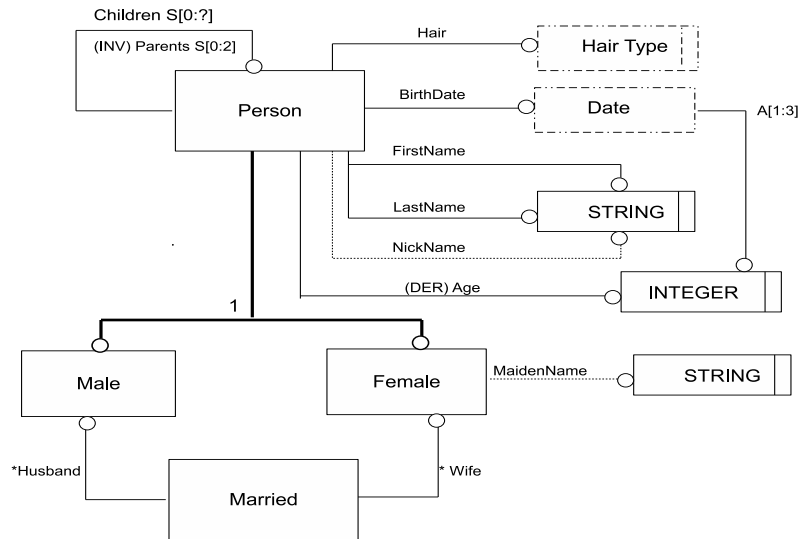 Children S[0:?]
(INV) Parents S[0:2]
Hair
Hair Type
Person
BirthDate
Date
A[1:3]
FirstName
LastName
STRING
NickName
(DER) Age
INTEGER
1
Male
Female
MaidenName
STRING
*Husband
* Wife
Married